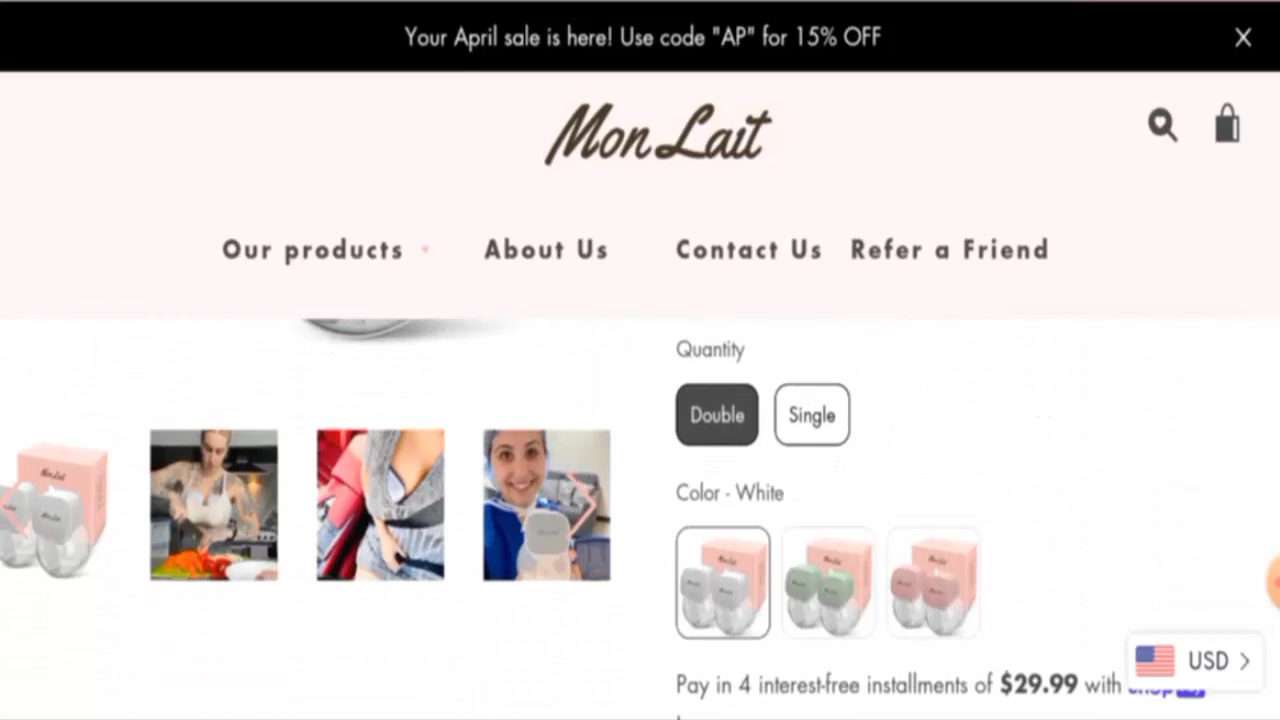 Your April sale is here! Use code "AP" for 15% OFF
Mon Lait
Our products
About Us
Contact Us
Refer a Friend
Quantity
Double
Single
Color - White
USD
Pay in 4 interest-free installments of $29.99 with